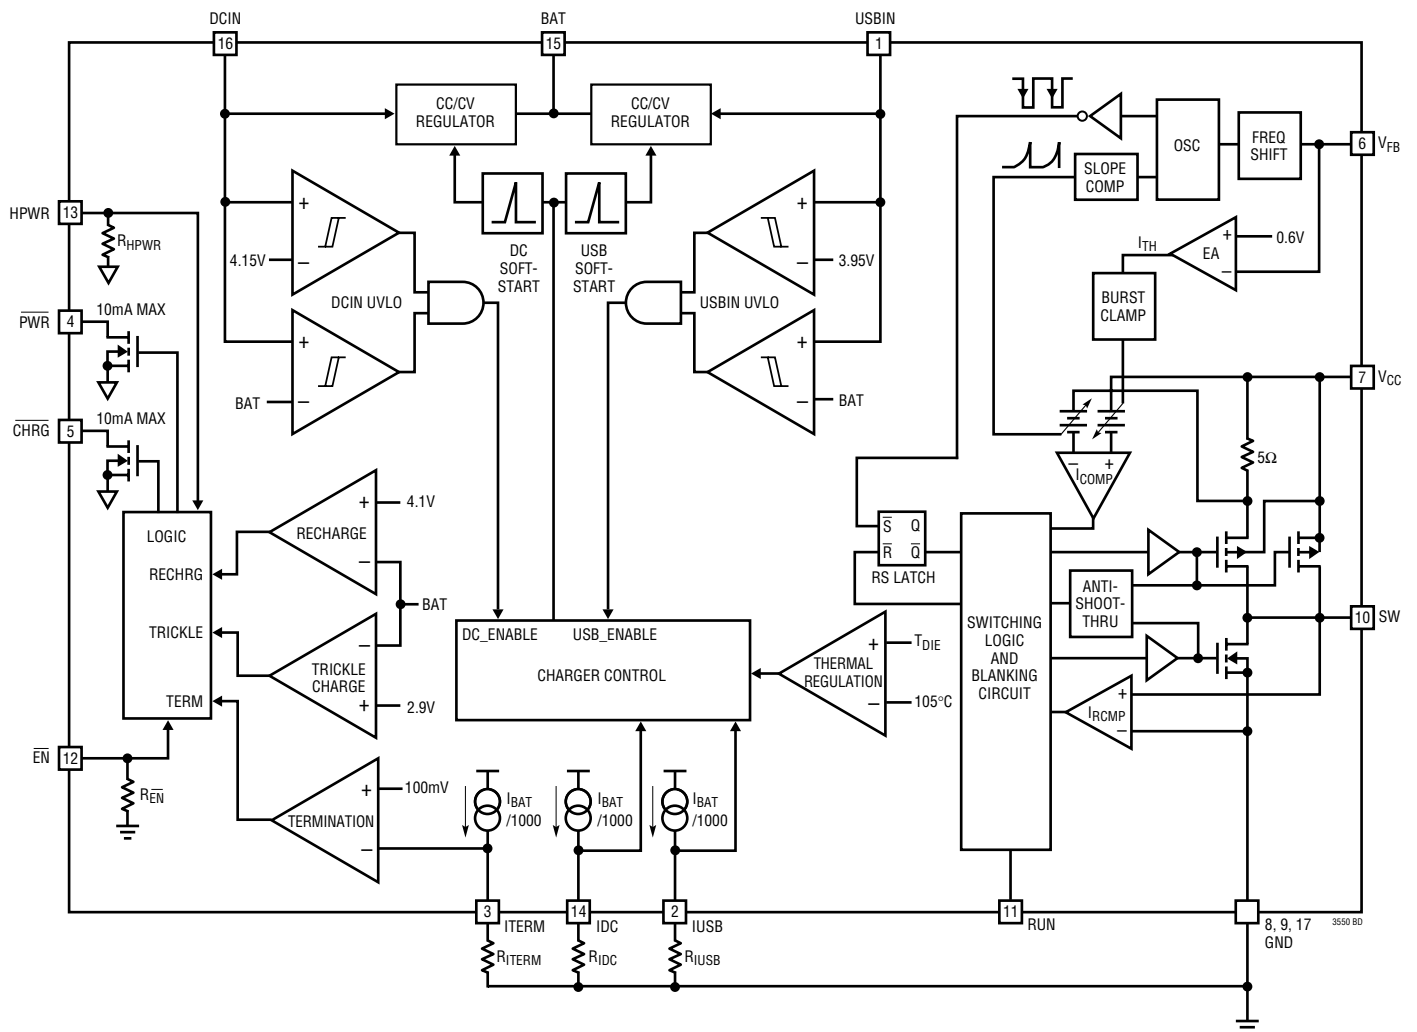 DCIN
BAT
USBIN
16
15
1
CC/CV
REGULATOR
CC/CV
REGULATOR
OSC
FREQ
SHIFT
6
VFB
SLOPE
COMP
HPWR
13
RHPWR
+
4.15V
–
DCIN UVLO
DC
SOFT-
START
USB
SOFT-
START
+
–
3.95V
USBIN UVLO
ITH
EA
+
–
0.6V
BURST
CLAMP
PWR
4
10mA MAX
+
BAT
–
+
–
BAT
7
VCC
CHRG
5
10mA MAX
–
+
ICOMP
5Ω
LOGIC
RECHRG
TRICKLE
TERM
+
4.1V
RECHARGE
–
BAT
–
TRICKLE
CHARGE
+
2.9V
S
Q
R
Q
RS LATCH
ANTI-
SHOOT-
THRU
10
SW
DC_ENABLE
USB_ENABLE
CHARGER CONTROL
+
TDIE
THERMAL
REGULATION
–
105°C
SWITCHING
LOGIC
AND
BLANKING
CIRCUIT
+
IRCMP
–
EN
12
REN
+
100mV
TERMINATION
–
IBAT
/1000
IBAT
/1000
IBAT
/1000
3
ITERM
14
IDC
2
IUSB
11
RUN
8, 9, 17
GND
3550 BD
RITERM
RIDC
RIUSB